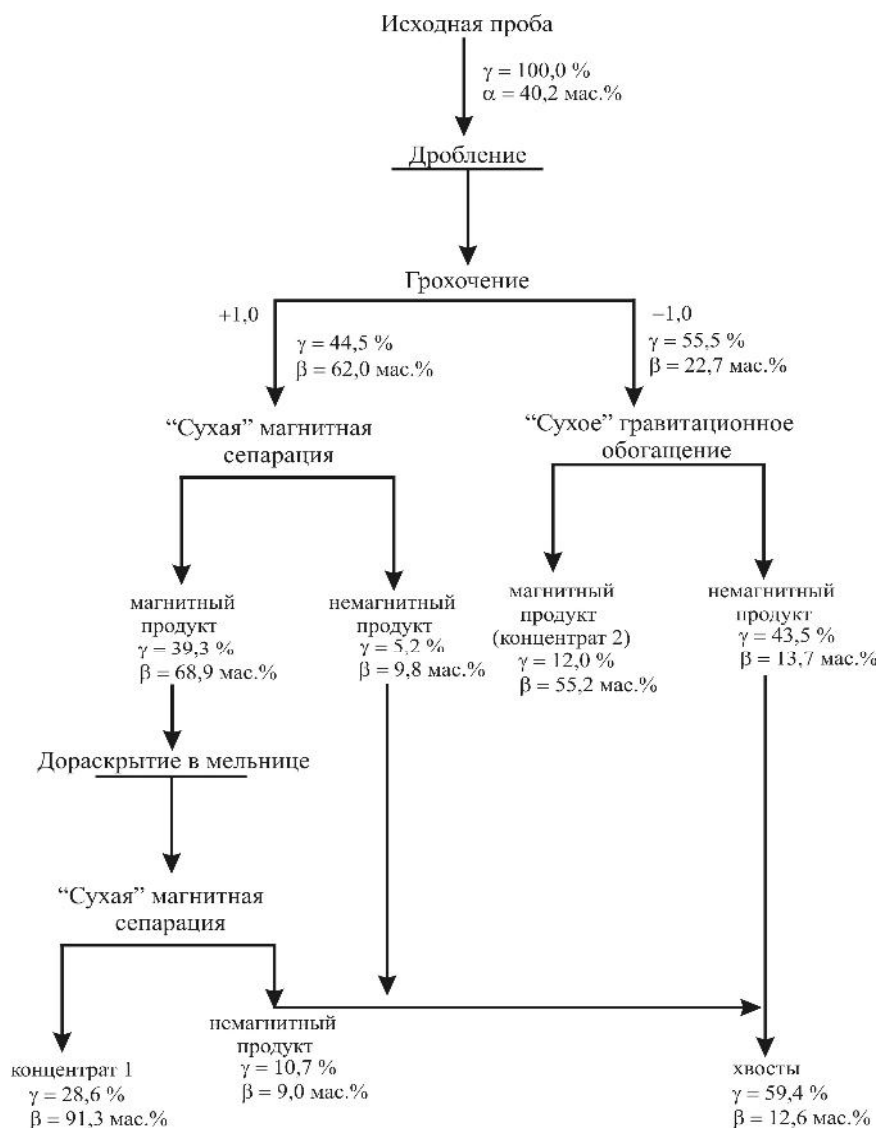 Исходная проба
γ = 100,0 %
α = 40,2 мас.%
Дробление
Грохочение
+1,0
γ = 44,5 %
β = 62,0 мас.%
−1,0
γ = 55,5 %
β = 22,7 мас.%
“Сухая” магнитная
сепарация
“Сухое” гравитационное
обогащение
магнитный
продукт
γ = 39,3 %
β = 68,9 мас.%
немагнитный
продукт
γ = 5,2 %
β = 9,8 мас.%
магнитный
продукт
(концентрат 2)
γ = 12,0 %
β = 55,2 мас.%
немагнитный
продукт
γ = 43,5 %
β = 13,7 мас.%
Дораскрытие в мельнице
“Сухая” магнитная
сепарация
концентрат 1
γ = 28,6 %
β = 91,3 мас.%
немагнитный
продукт
γ = 10,7 %
β = 9,0 мас.%
хвосты
γ = 59,4 %
β = 12,6 мас.%